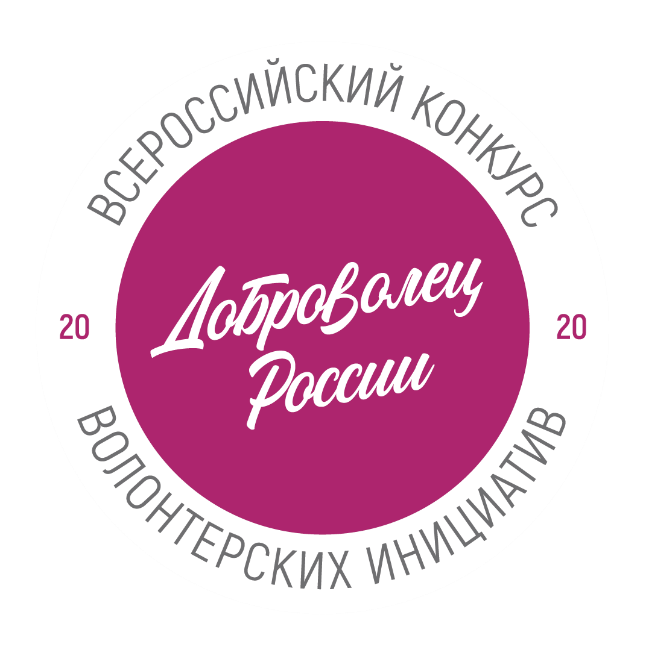 ВСЕРОССИЙСКИЙ КОНКУРС
Доброволец
России
20
20
ВОЛОНТЕРСКИХ ИНИЦИАТИВ